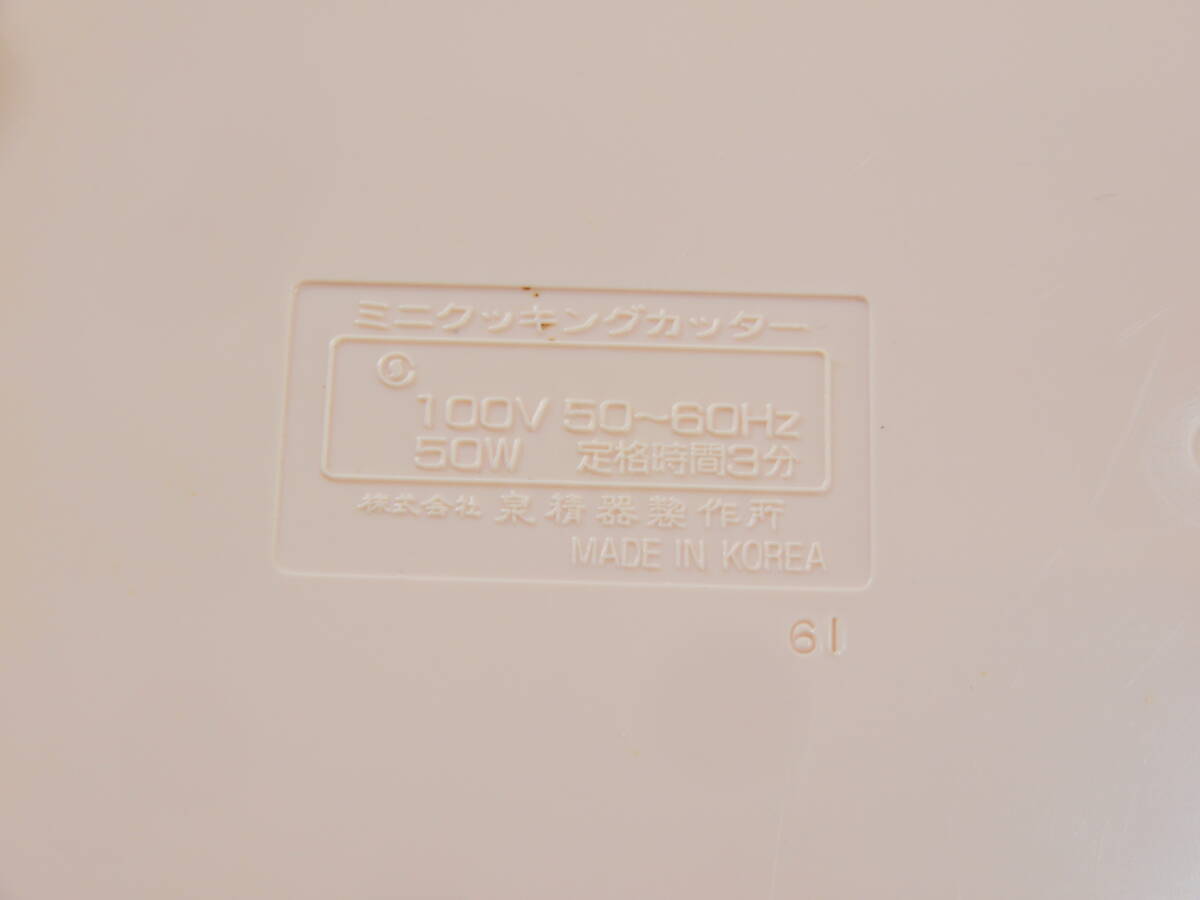 ミニクッキングカッター
100V 50~60Hz
50W 定格時間3分
株式会社 泉精器製作所
MADE IN KOREA
61